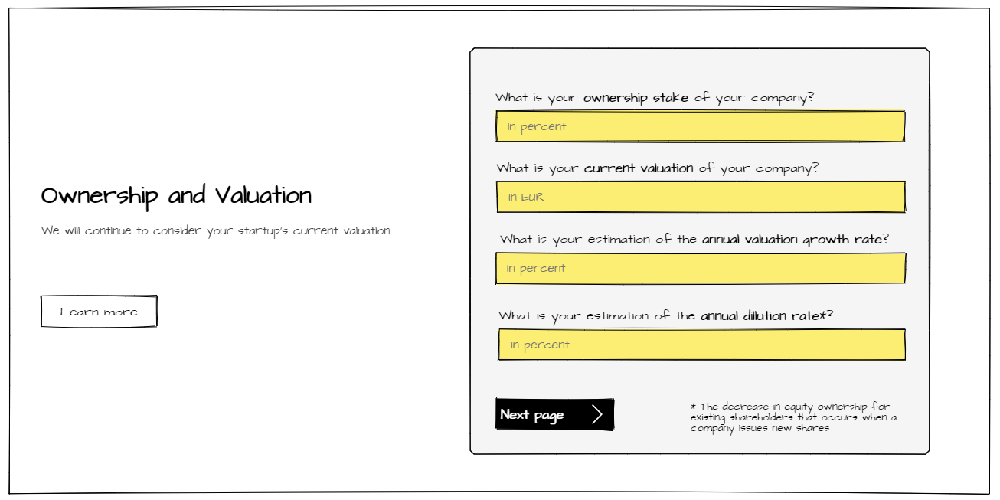 Ownership and Valuation
We will continue to consider your startup's current valuation.
.
Learn more
What is your ownership stake of your company?
In percent
What is your current valuation of your company?
In EUR
What is your estimation of the annual valuation growth rate?
In percent
What is your estimation of the annual dillution rate*?
In percent
Next page
* The decrease in equity ownership for
existing shareholders that occurs when a
company issues new shares